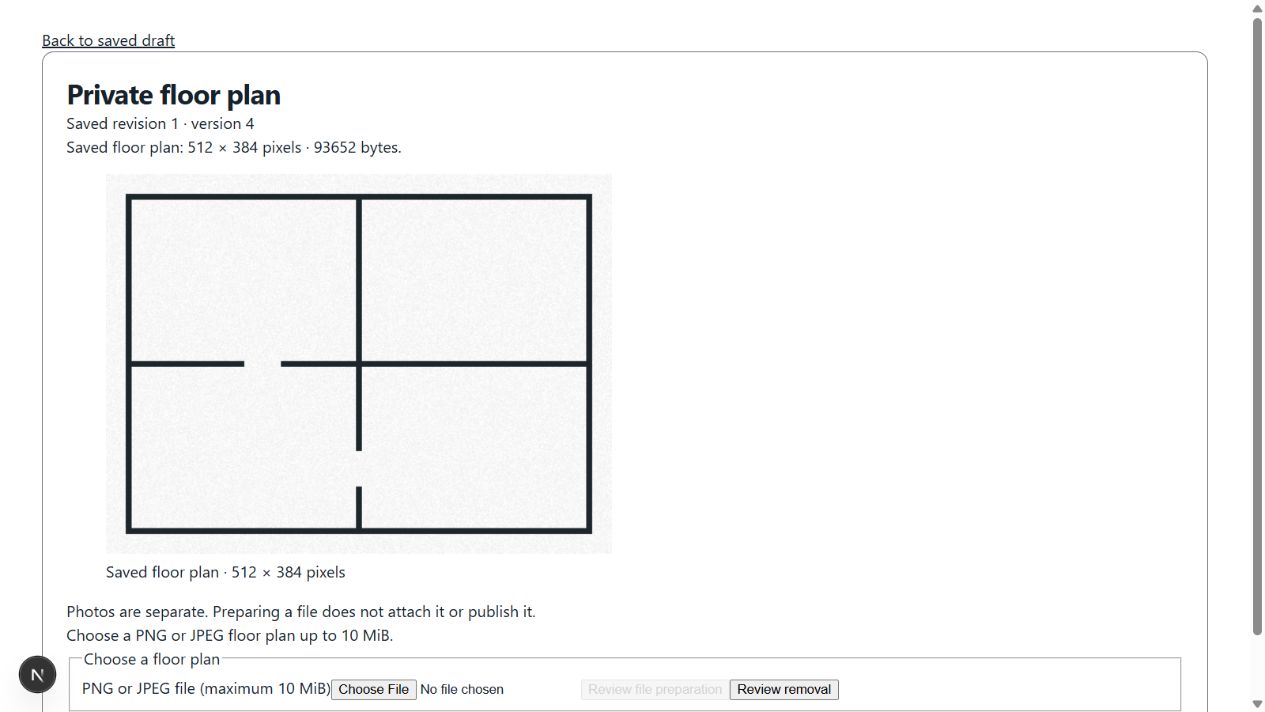 Back to saved draft
Private floor plan
Saved revision 1 · version 4
Saved floor plan: 512 × 384 pixels · 93652 bytes.
Saved floor plan · 512 × 384 pixels
Photos are separate. Preparing a file does not attach it or publish it.
Choose a PNG or JPEG floor plan up to 10 MiB.
Choose a floor plan
PNG or JPEG file (maximum 10 MiB) Choose File No file chosen Review file preparation Review removal
N